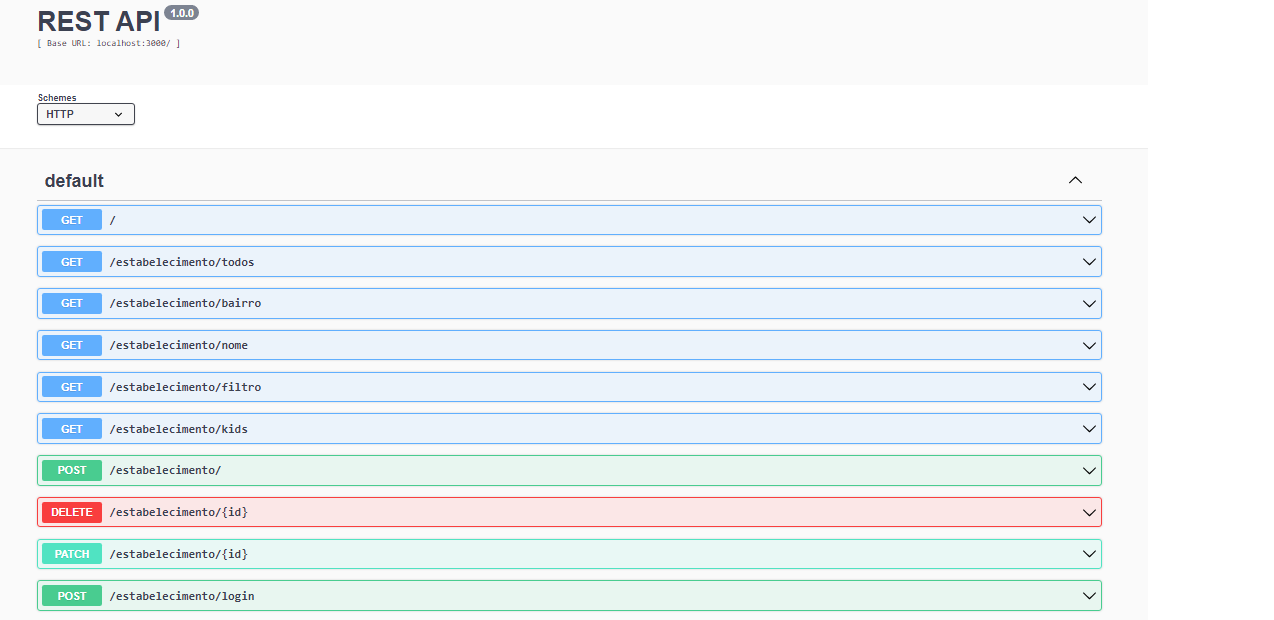 REST API 1.0.0
[ Base URL: localhost:3000/ ]
Schemes
HTTP
default
GET /
GET /estabelecimento/todos
GET /estabelecimento/bairro
GET /estabelecimento/nome
GET /estabelecimento/filtro
GET /estabelecimento/kids
POST /estabelecimento/
DELETE /estabelecimento/{id}
PATCH /estabelecimento/{id}
POST /estabelecimento/login